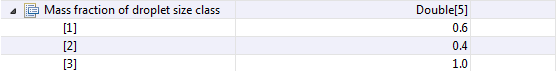 Mass fraction of droplet size class Double[5]
[1] 0.6
[2] 0.4
[3] 1.0